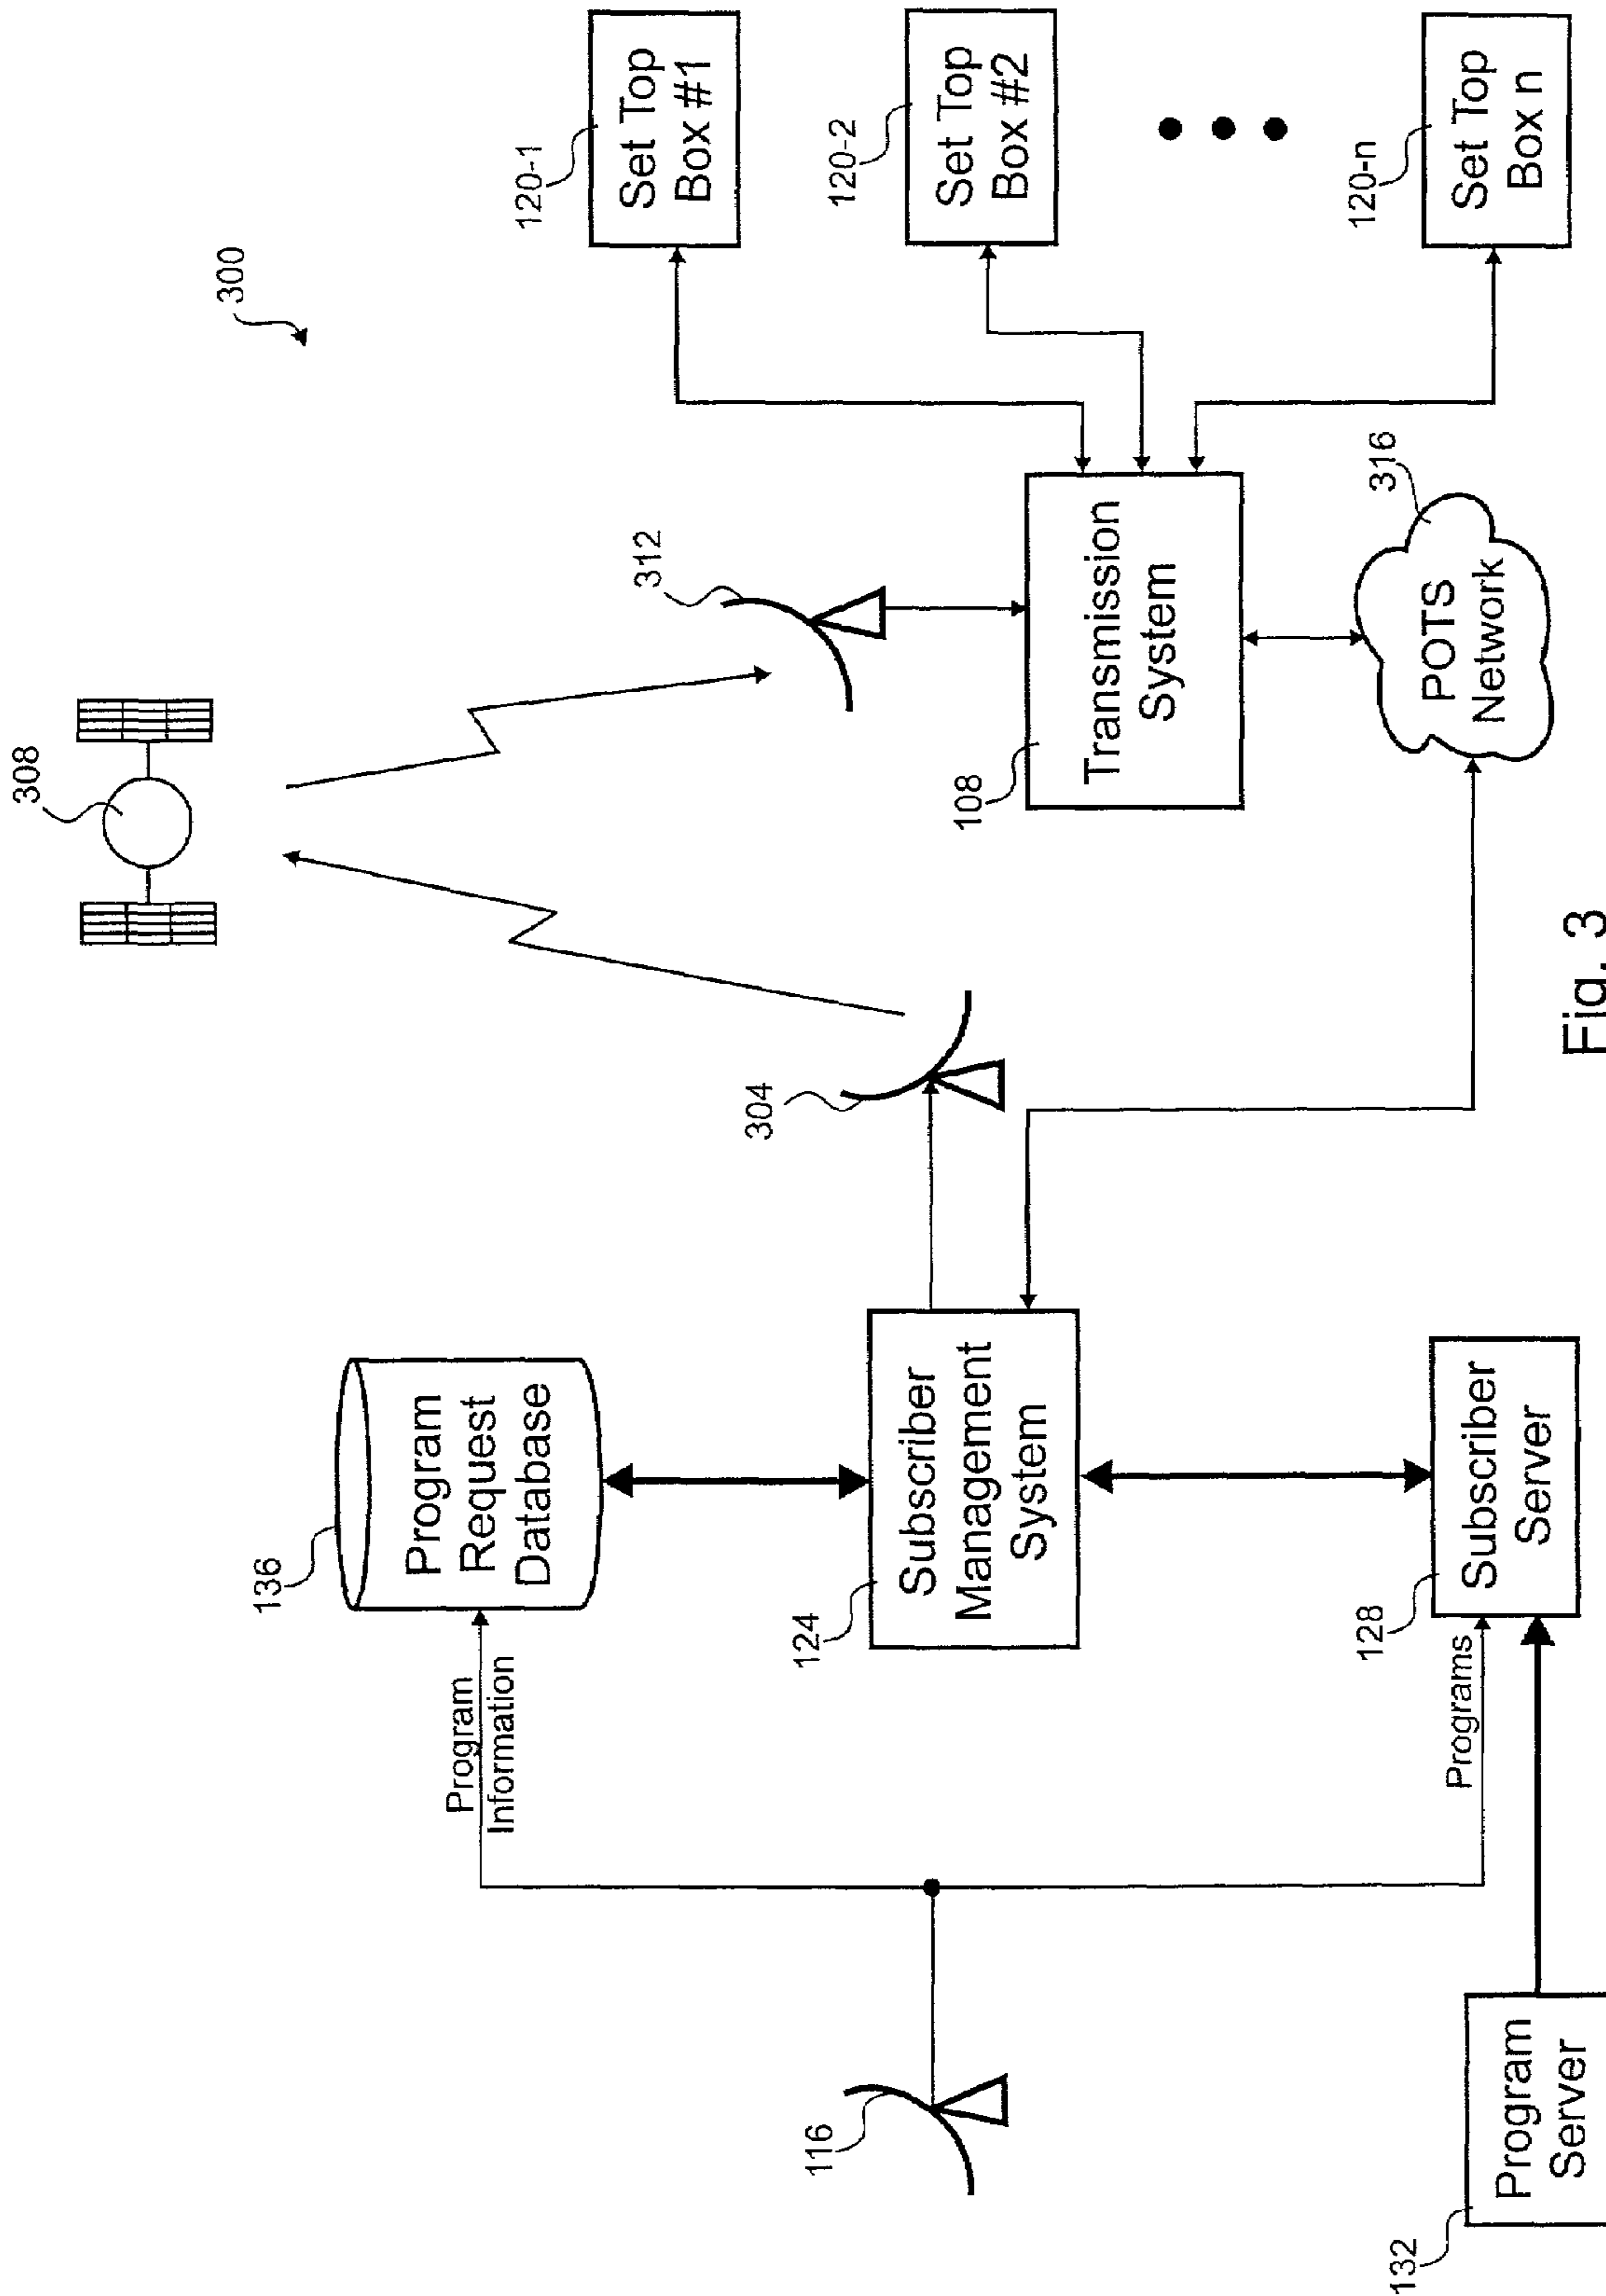 300
308
136
Program
Request
Database
Program
Information
116
304
312
124
Subscriber
Management
System
108
Transmission
System
120-1
Set Top
Box #1
120-2
Set Top
Box #2
120-n
Set Top
Box n
316
POTS
Network
128
Subscriber
Server
Programs
132
Program
Server
Fig. 3